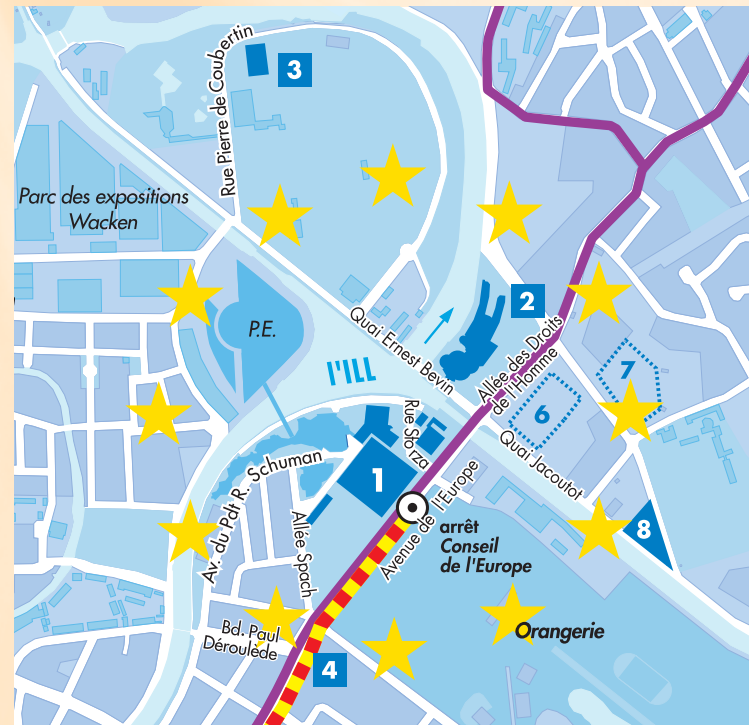 Rue Pierre de Coubertin
3
Parc des expositions
Wacken
2
P.E.
Quai Ernest Bevin
l'ILL
Allée des Droits
de l'Homme
7
6
Rue Sforza
Quai Jacoutot
1
Av. du Pdt R. Schuman
Avenue de l'Europe
Allée Spach
arrêt
Conseil
de l'Europe
8
Bd. Paul
Déroulède
Orangerie
4